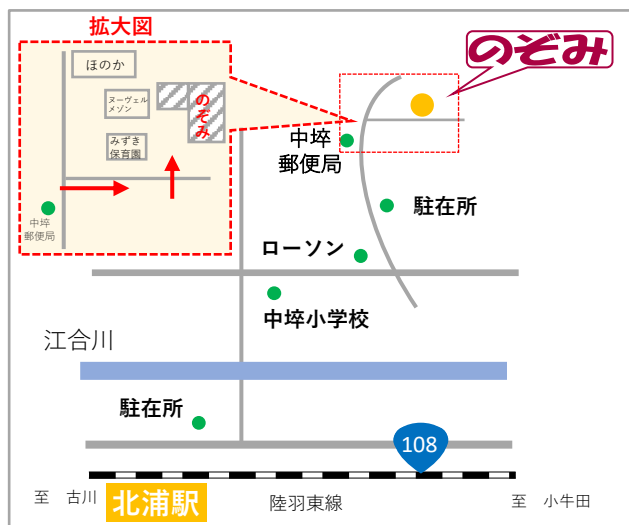 拡大図
ほのか
ヌーヴェル
メゾン
のぞみ
みずき
保育園
中埣
郵便局
のぞみ
中埣
郵便局
駐在所
ローソン
中埣小学校
江合川
駐在所
108
至 古川
北浦駅
陸羽東線
至 小牛田